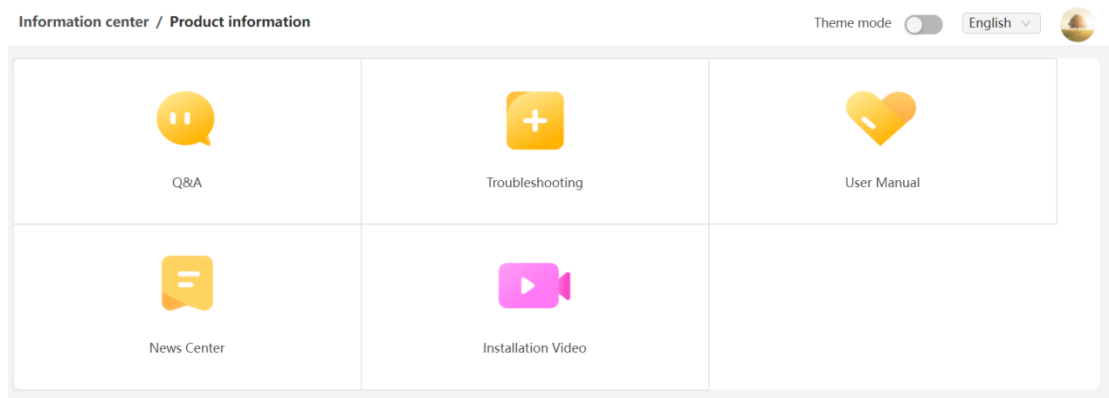 Information center / Product information
Theme mode
English
Q&A
Troubleshooting
User Manual
News Center
Installation Video